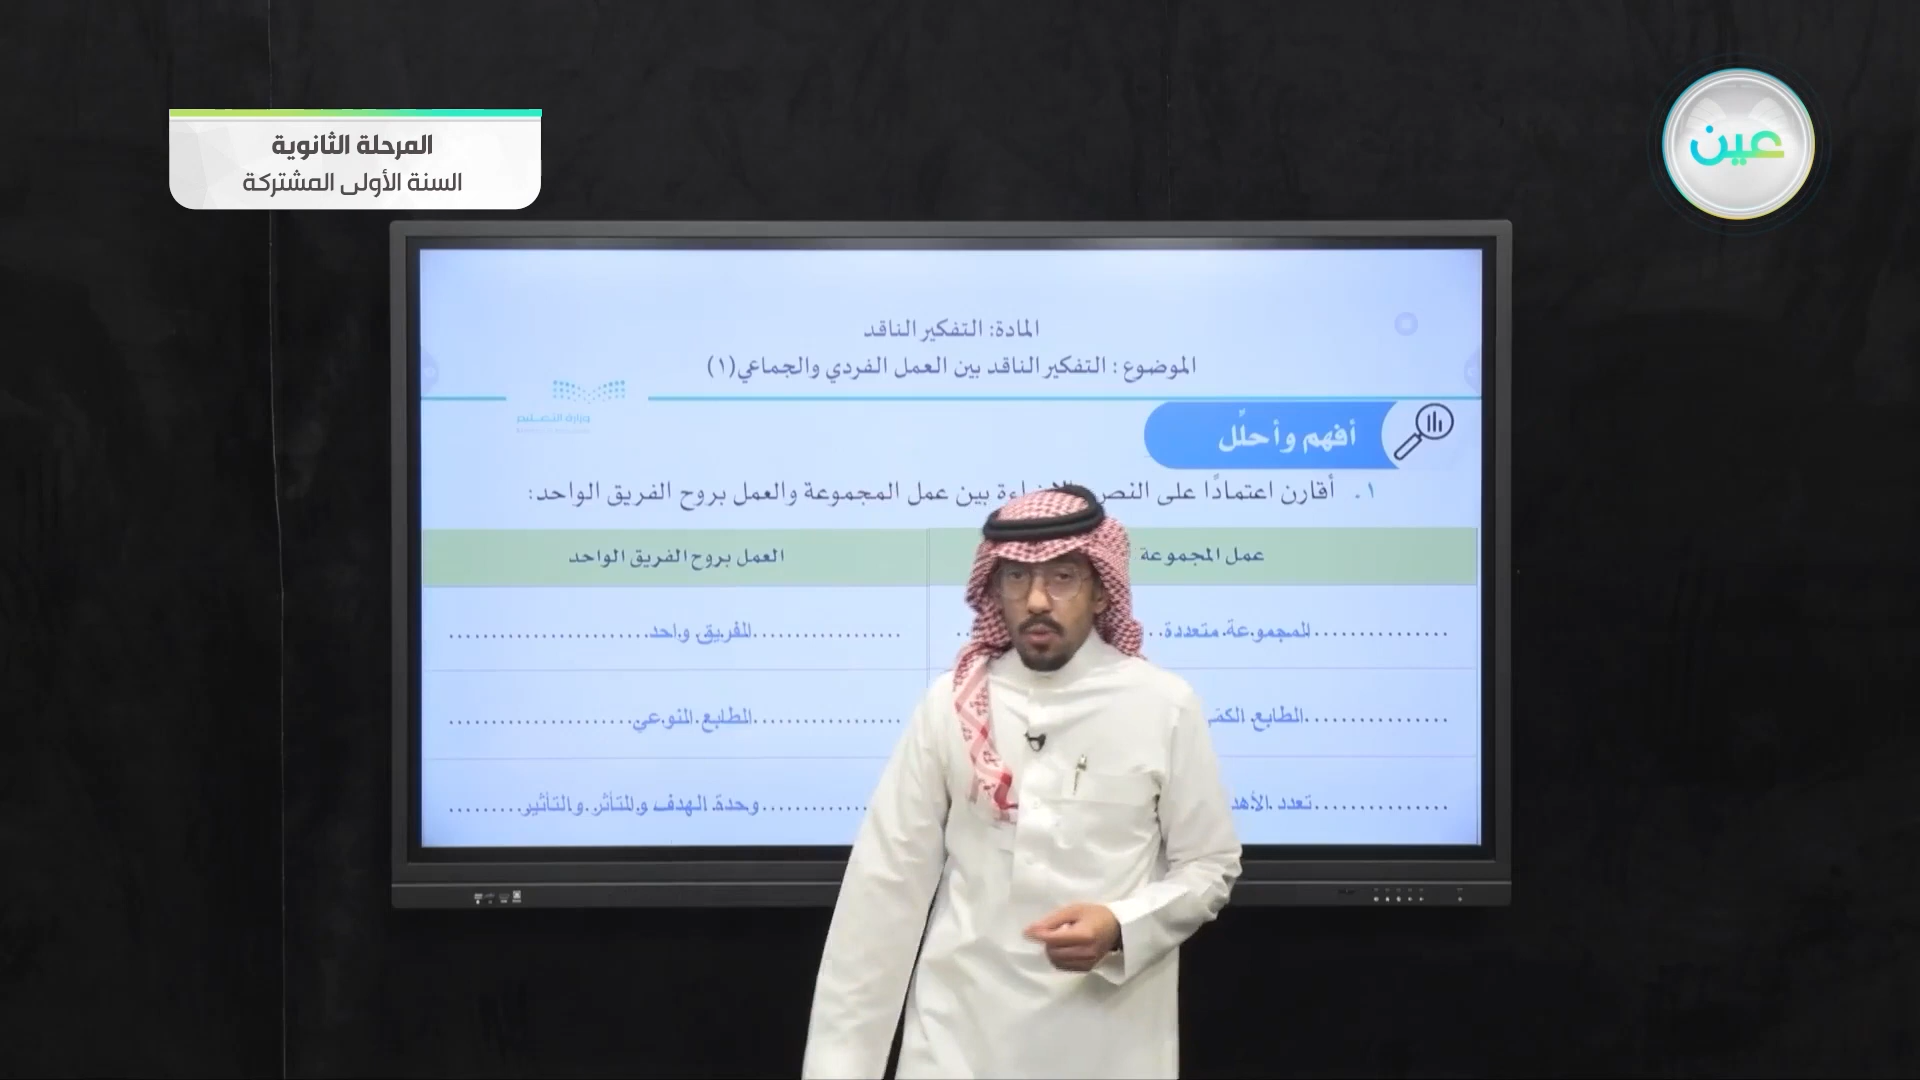 المرحلة الثانوية
السنة الأولى المشتركة
عين
المادة: التفكير الناقد
الموضوع : التفكير الناقد بين العمل الفردي والجماعي(١)
وزارة التعليم
أفهم وأحلِّل
١. أقارن اعتمادًا على النص بين عمل المجموعة والعمل بروح الفريق الواحد:
عمل المجموعة
العمل بروح الفريق الواحد
المجموعة متعددة
الفريق واحد
الطابع
الطابع النوعي
تعدد
وحدة الهدف والتأثر والتأثير